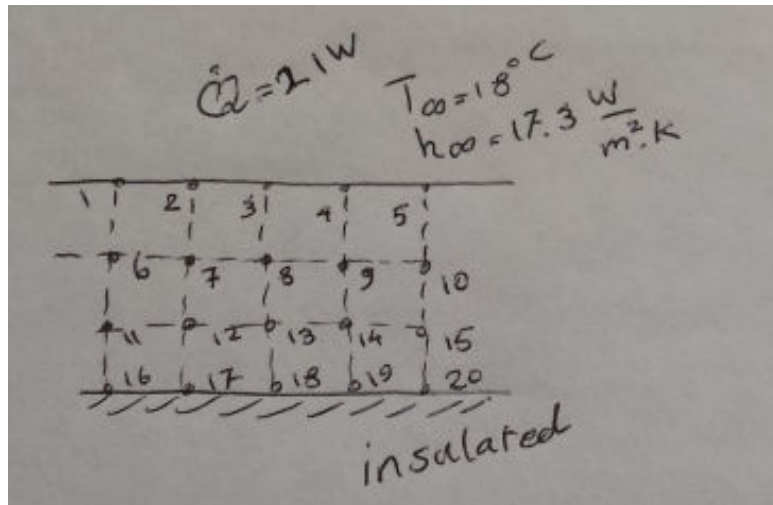 Q̇ = 21W
T∞ = 18°C
h∞ = 17.3 W/m².K
1 2 3 4 5
6 7 8 9 10
11 12 13 14 15
16 17 18 19 20
insulated